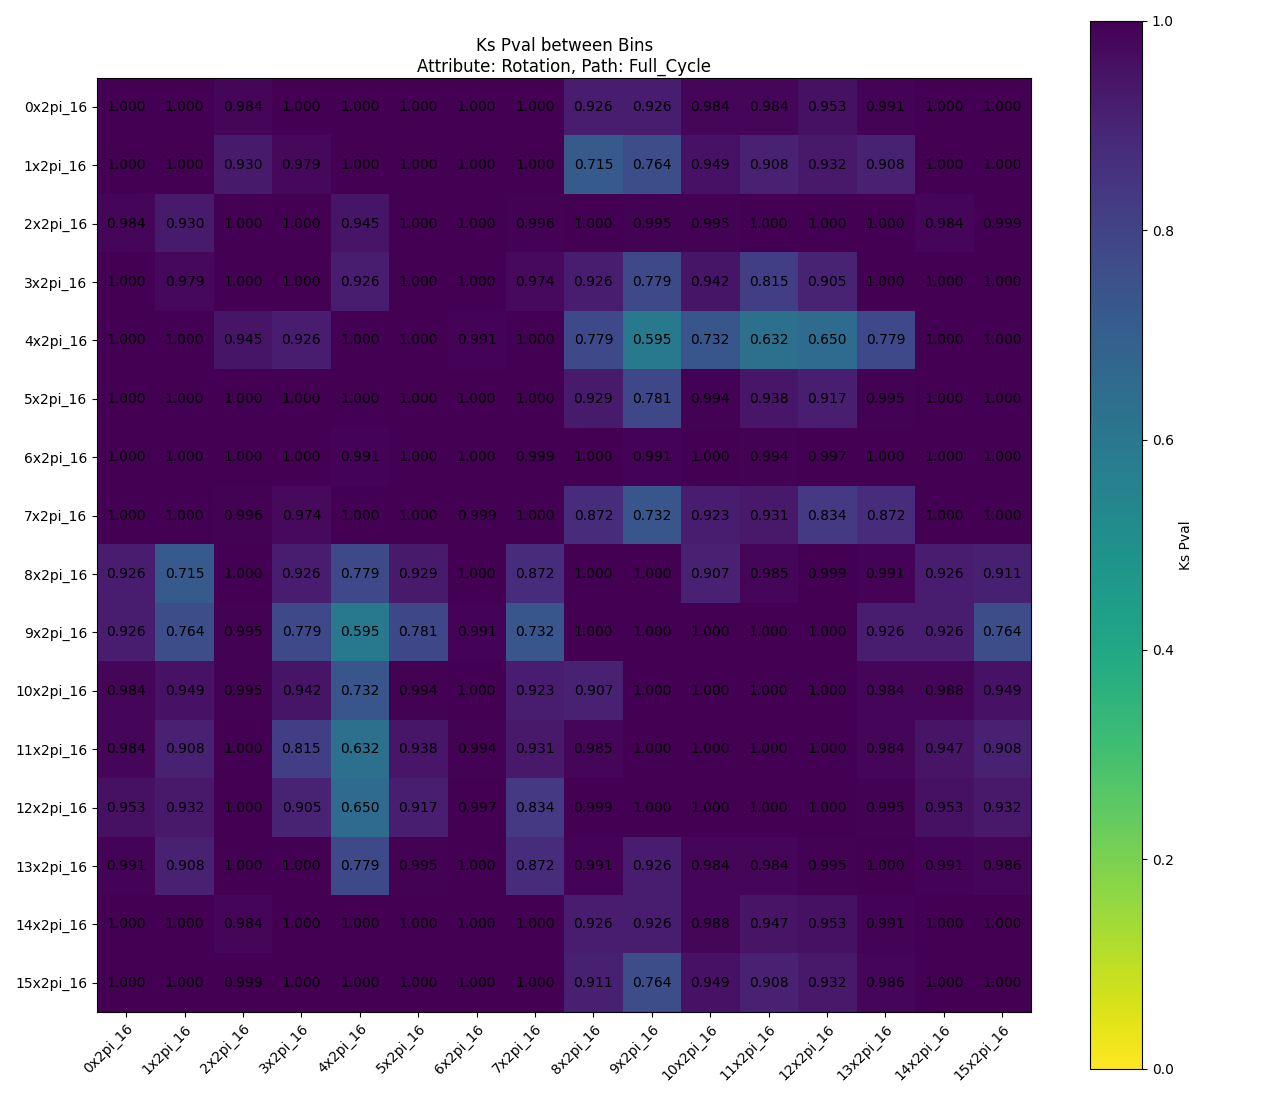 Ks Pval between Bins
Attribute: Rotation, Path: Full_Cycle
0x2pi_16 1.000 1.000 0.984 1.000 1.000 1.000 1.000 1.000 0.926 0.926 0.984 0.984 0.953 0.991 1.000 1.000
1x2pi_16 1.000 1.000 0.930 0.979 1.000 1.000 1.000 1.000 0.715 0.764 0.949 0.908 0.932 0.908 1.000 1.000
2x2pi_16 0.984 0.930 1.000 1.000 0.945 1.000 1.000 0.996 1.000 0.995 0.995 1.000 1.000 1.000 0.984 0.999
3x2pi_16 1.000 0.979 1.000 1.000 0.926 1.000 1.000 0.974 0.926 0.779 0.942 0.815 0.905 1.000 1.000 1.000
4x2pi_16 1.000 1.000 0.945 0.926 1.000 1.000 0.991 1.000 0.779 0.595 0.732 0.632 0.650 0.779 1.000 1.000
5x2pi_16 1.000 1.000 1.000 1.000 1.000 1.000 1.000 1.000 0.929 0.781 0.994 0.938 0.917 0.995 1.000 1.000
6x2pi_16 1.000 1.000 1.000 1.000 0.991 1.000 1.000 0.999 1.000 0.991 1.000 0.994 0.997 1.000 1.000 1.000
7x2pi_16 1.000 1.000 0.996 0.974 1.000 1.000 0.999 1.000 0.872 0.732 0.923 0.931 0.834 0.872 1.000 1.000
8x2pi_16 0.926 0.715 1.000 0.926 0.779 0.929 1.000 0.872 1.000 1.000 0.907 0.985 0.999 0.991 0.926 0.911
9x2pi_16 0.926 0.764 0.995 0.779 0.595 0.781 0.991 0.732 1.000 1.000 1.000 1.000 1.000 0.926 0.926 0.764
10x2pi_16 0.984 0.949 0.995 0.942 0.732 0.994 1.000 0.923 0.907 1.000 1.000 1.000 1.000 0.984 0.988 0.949
11x2pi_16 0.984 0.908 1.000 0.815 0.632 0.938 0.994 0.931 0.985 1.000 1.000 1.000 1.000 0.984 0.947 0.908
12x2pi_16 0.953 0.932 1.000 0.905 0.650 0.917 0.997 0.834 0.999 1.000 1.000 1.000 1.000 0.995 0.953 0.932
13x2pi_16 0.991 0.908 1.000 1.000 0.779 0.995 1.000 0.872 0.991 0.926 0.984 0.984 0.995 1.000 0.991 0.986
14x2pi_16 1.000 1.000 0.984 1.000 1.000 1.000 1.000 1.000 0.926 0.926 0.988 0.947 0.953 0.991 1.000 1.000
15x2pi_16 1.000 1.000 0.999 1.000 1.000 1.000 1.000 1.000 0.911 0.764 0.949 0.908 0.932 0.986 1.000 1.000
0x2pi_16 1x2pi_16 2x2pi_16 3x2pi_16 4x2pi_16 5x2pi_16 6x2pi_16 7x2pi_16 8x2pi_16 9x2pi_16 10x2pi_16 11x2pi_16 12x2pi_16 13x2pi_16 14x2pi_16 15x2pi_16
1.0
0.8
0.6
0.4
0.2
0.0
Ks Pval